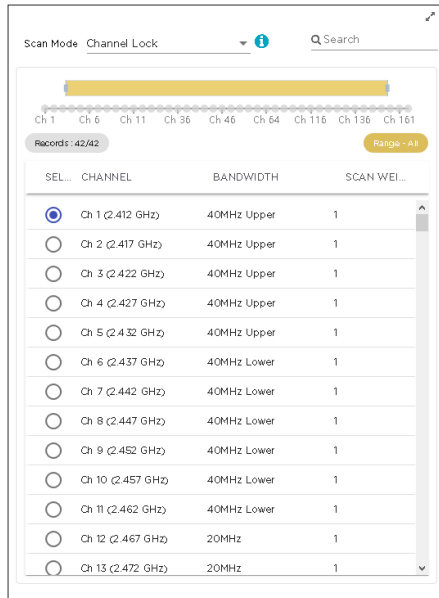 Scan Mode Channel Lock
Search
Ch 1 Ch 6 Ch 11 Ch 36 Ch 46 Ch 64 Ch 116 Ch 136 Ch 161
Records : 42/42
Range - All
SEL... CHANNEL BANDWIDTH SCAN WEI...
Ch 1 (2.412 GHz) 40MHz Upper 1
Ch 2 (2.417 GHz) 40MHz Upper 1
Ch 3 (2.422 GHz) 40MHz Upper 1
Ch 4 (2.427 GHz) 40MHz Upper 1
Ch 5 (2.432 GHz) 40MHz Upper 1
Ch 6 (2.437 GHz) 40MHz Lower 1
Ch 7 (2.442 GHz) 40MHz Lower 1
Ch 8 (2.447 GHz) 40MHz Lower 1
Ch 9 (2.452 GHz) 40MHz Lower 1
Ch 10 (2.457 GHz) 40MHz Lower 1
Ch 11 (2.462 GHz) 40MHz Lower 1
Ch 12 (2.467 GHz) 20MHz 1
Ch 13 (2.472 GHz) 20MHz 1